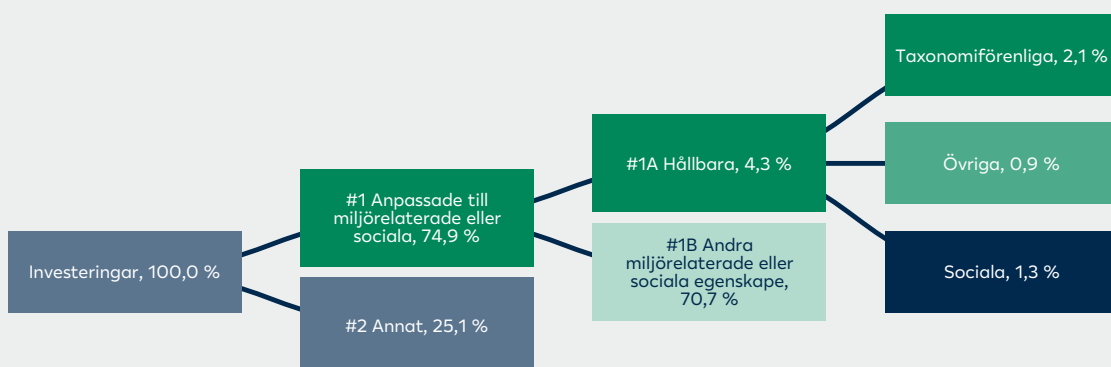 Investeringar, 100,0 %
#1 Anpassade till
miljörelaterade eller
sociala, 74,9 %
#2 Annat, 25,1 %
#1A Hållbara, 4,3 %
#1B Andra
miljörelaterade eller
sociala egenskape,
70,7 %
Taxonomiförenliga, 2,1 %
Övriga, 0,9 %
Sociala, 1,3 %